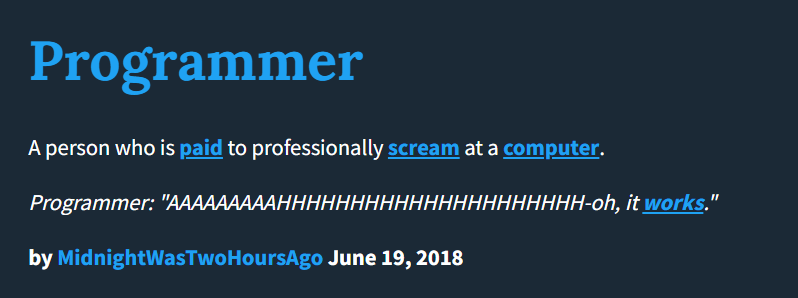 Programmer
A person who is paid to professionally scream at a computer.
Programmer: "AAAAAAAAAHHHHHHHHHHHHHHHHHHHHH-oh, it works."
by MidnightWasTwoHoursAgo June 19, 2018